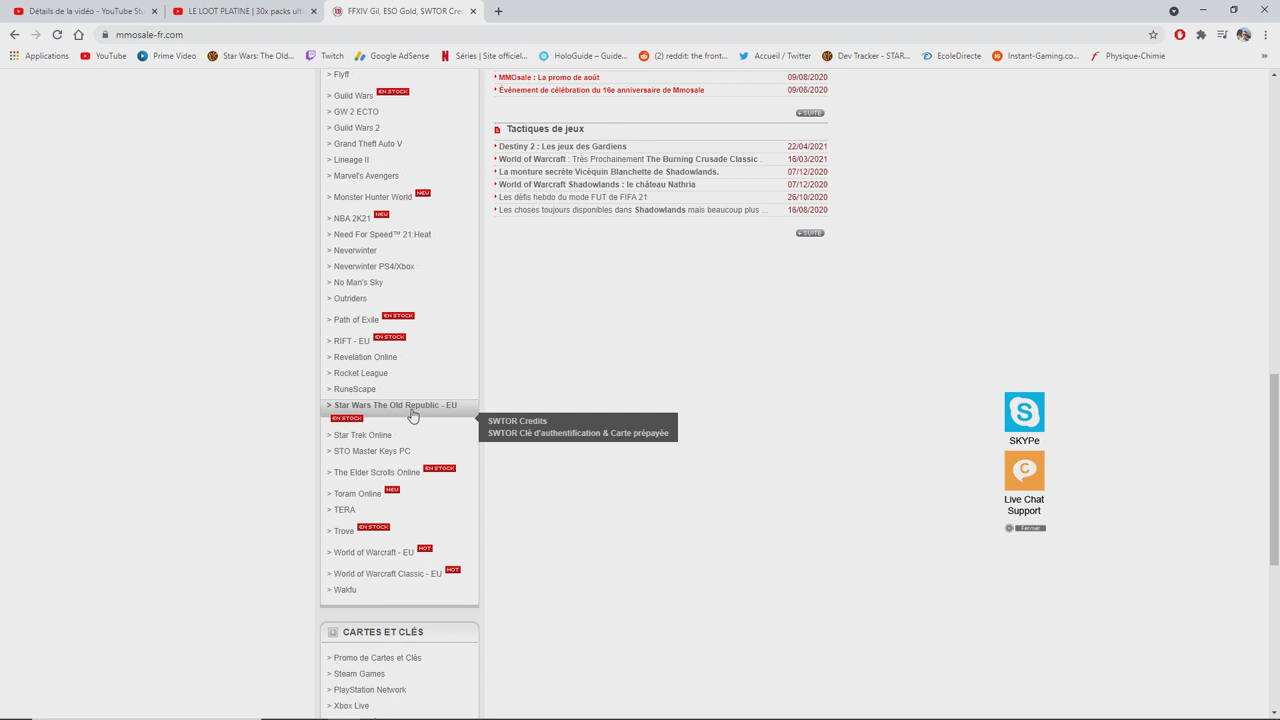 Détails de la vidéo - YouTube Stu
LE LOOT PLATINE | 30x packs ult
FFXIV Gil, ESO Gold, SWTOR Cre
mmosale-fr.com
Applications
YouTube
Prime Video
Star Wars: The Old...
Twitch
Google AdSense
Séries | Site officiel...
HoloGuide – Guide...
(2) reddit: the front...
Accueil / Twitter
Dev Tracker - STAR...
EcoleDirecte
Instant-Gaming.co...
Physique-Chimie
»
> Flyff
> Guild Wars EN STOCK
> GW 2 ECTO
> Guild Wars 2
> Grand Theft Auto V
> Lineage II
> Marvel's Avengers
> Monster Hunter World NEU
> NBA 2K21 NEU
> Need For Speed™ 21:Heat
> Neverwinter
> Neverwinter PS4/Xbox
> No Man's Sky
> Outriders
> Path of Exile EN STOCK
> RIFT - EU EN STOCK
> Revelation Online
> Rocket League
> RuneScape
> Star Wars The Old Republic - EU
EN STOCK
> Star Trek Online
> STO Master Keys PC
> The Elder Scrolls Online EN STOCK
> Toram Online NEU
> TERA
> Trove EN STOCK
> World of Warcraft - EU HOT
> World of Warcraft Classic - EU HOT
> Wakfu
CARTES ET CLÉS
> Promo de Cartes et Clés
> Steam Games
> PlayStation Network
> Xbox Live
SWTOR Credits
SWTOR Clé d'authentification & Carte prépayée
MMOsale : La promo de août 09/08/2020
Évènement de célébration du 16e anniversaire de Mmosale 09/06/2020
+ SUITE
Tactiques de jeux
Destiny 2 : Les jeux des Gardiens 22/04/2021
World of Warcraft : Très Prochainement The Burning Crusade Classic . 16/03/2021
La monture secrète Vicèquin Blanchette de Shadowlands. 07/12/2020
World of Warcraft Shadowlands : le château Nathria 07/12/2020
Les défis hebdo du mode FUT de FIFA 21 26/10/2020
Les choses toujours disponibles dans Shadowlands mais beaucoup plus ... 16/08/2020
+ SUITE
SKYPe
Live Chat
Support
Fermer